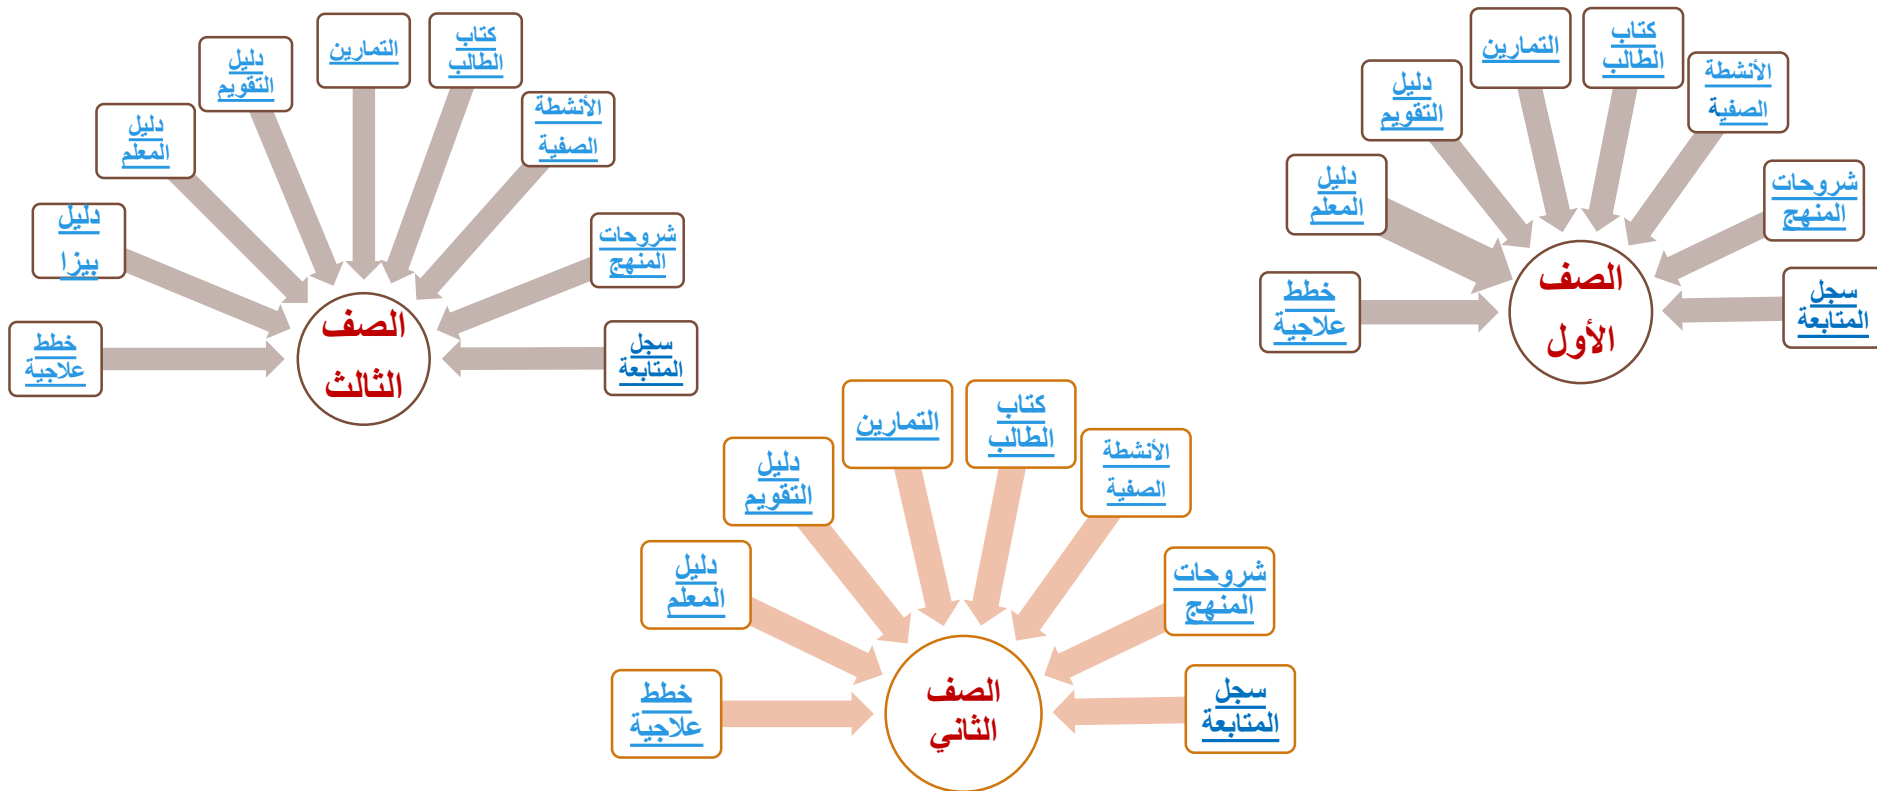 سجل
المتابعة
شروحات
المنهج
الأنشطة
الصفية
كتاب
الطالب
التمارين
دليل
التقويم
دليل
المعلم
خطط
علاجية
الصف
الأول
سجل
المتابعة
شروحات
المنهج
الأنشطة
الصفية
كتاب
الطالب
التمارين
دليل
التقويم
دليل
المعلم
دليل
بيزا
خطط
علاجية
الصف
الثالث
سجل
المتابعة
شروحات
المنهج
الأنشطة
الصفية
كتاب
الطالب
التمارين
دليل
التقويم
دليل
المعلم
خطط
علاجية
الصف
الثاني